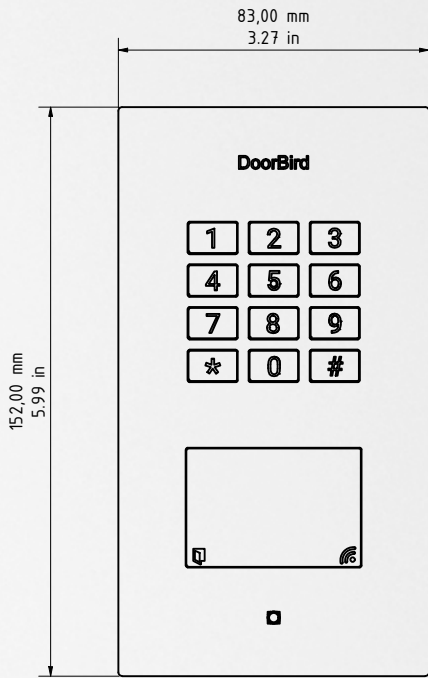 83,00 mm
3.27 in
152,00 mm
5.99 in
DoorBird
1 2 3
4 5 6
7 8 9
* 0 #